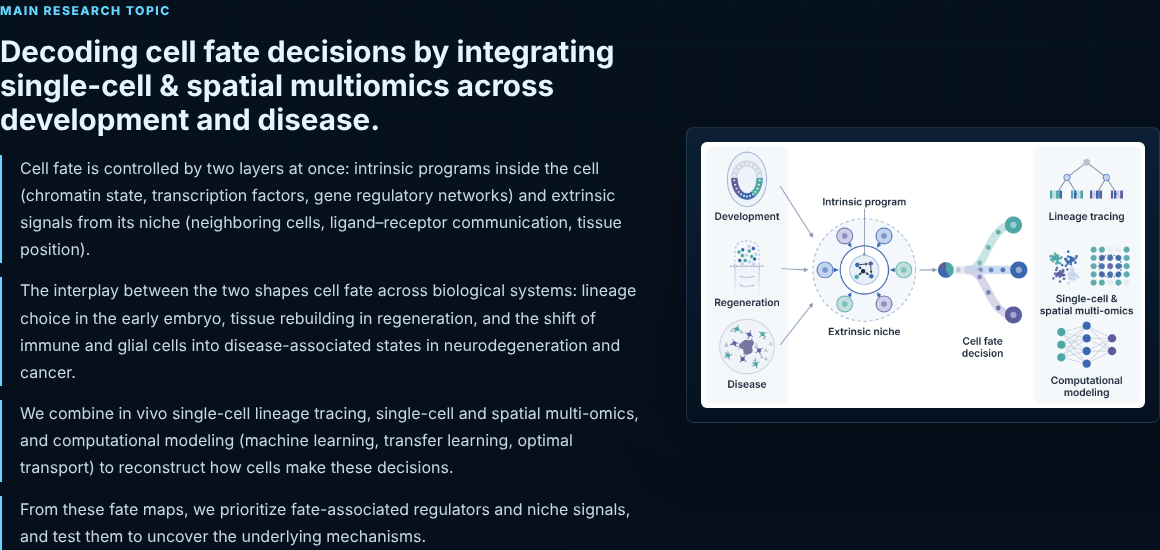 MAIN RESEARCH TOPIC
Decoding cell fate decisions by integrating
single-cell & spatial multiomics across
development and disease.
Cell fate is controlled by two layers at once: intrinsic programs inside the cell
(chromatin state, transcription factors, gene regulatory networks) and extrinsic
signals from its niche (neighboring cells, ligand–receptor communication, tissue
position).
The interplay between the two shapes cell fate across biological systems: lineage
choice in the early embryo, tissue rebuilding in regeneration, and the shift of
immune and glial cells into disease-associated states in neurodegeneration and
cancer.
We combine in vivo single-cell lineage tracing, single-cell and spatial multi-omics,
and computational modeling (machine learning, transfer learning, optimal
transport) to reconstruct how cells make these decisions.
From these fate maps, we prioritize fate-associated regulators and niche signals,
and test them to uncover the underlying mechanisms.
Development
Regeneration
Disease
Intrinsic program
Extrinsic niche
Cell fate
decision
Lineage tracing
Single-cell &
spatial multi-omics
Computational
modeling